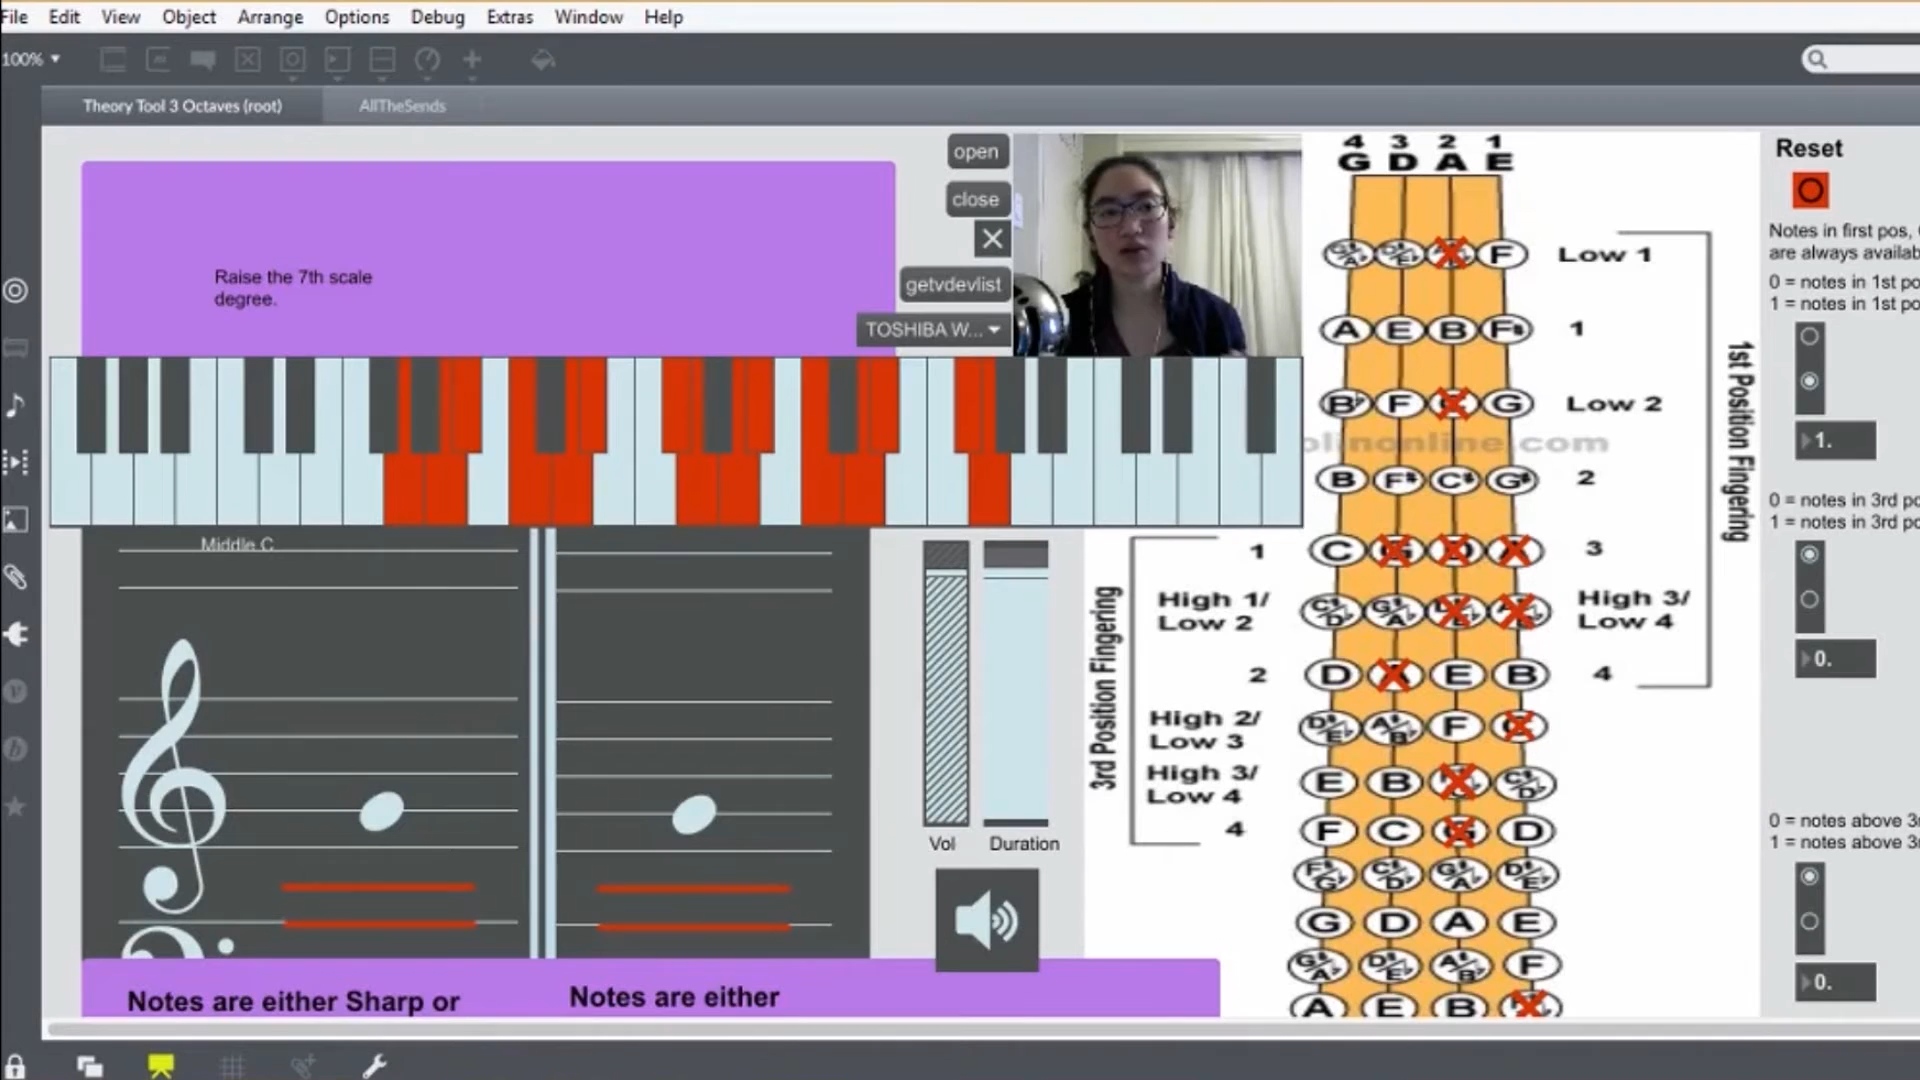 File Edit View Object Arrange Options Debug Extras Window Help
100%
Theory Tool 3 Octaves (root) AllTheSends
Raise the 7th scale
degree.
open
close
getvdevlist
TOSHIBA W...
4 3 2 1
G D A E
F Low 1
A E B F# 1
B♭ F G Low 2
olinonline.com
B F# C# G# 2
1 C 3
High 1/
Low 2
High 3/
Low 4
2 D E B 4
High 2/
Low 3
F
High 3/
Low 4
E B
4 F C G D
G D A E
F
A E B
3rd Position Fingering
1st Position Fingering
Reset
Notes in first pos,
are always availab
0 = notes in 1st po
1 = notes in 1st po
1.
0 = notes in 3rd po
1 = notes in 3rd po
0.
0 = notes above 3r
1 = notes above 3r
0.
Middle C
Vol Duration
Notes are either Sharp or
Notes are either